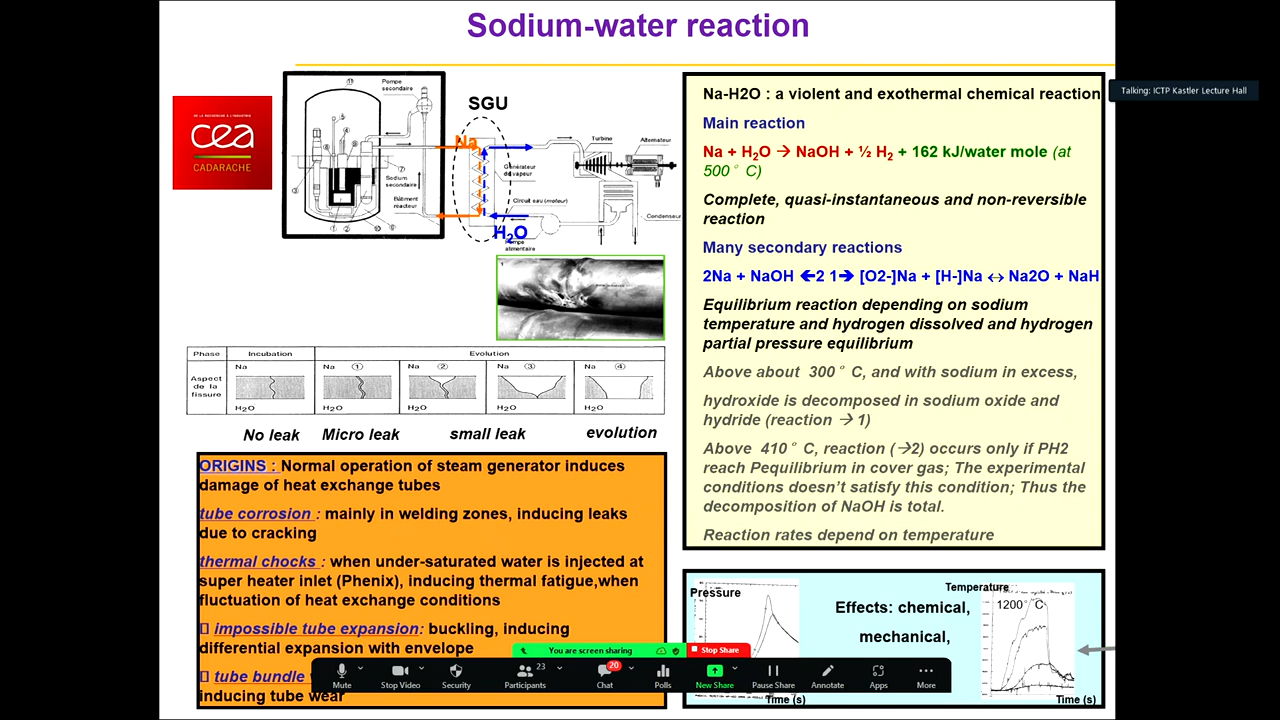 Sodium-water reaction
Talking: ICTP Kastler Lecture Hall
cea
CADARACHE
Pompe
secondaire
Sodium
secondaire
Bâtiment
réacteur
SGU
Na
Turbine
Alternateur
Générateur
de vapeur
Circuit eau (moteur)
Condenseur
H2O
Pompe
alimentaire
Phase
Incubation
Evolution
Aspect
de la
fissure
Na
H2O
Na ①
H2O
Na ②
H2O
Na ③
H2O
Na ④
H2O
No leak
Micro leak
small leak
evolution
ORIGINS : Normal operation of steam generator induces
damage of heat exchange tubes
tube corrosion : mainly in welding zones, inducing leaks
due to cracking
thermal chocks : when under-saturated water is injected at
super heater inlet (Phenix), inducing thermal fatigue,when
fluctuation of heat exchange conditions
impossible tube expansion: buckling, inducing
differential expansion with envelope
tube bundle
inducing tube wear
Na-H2O : a violent and exothermal chemical reaction
Main reaction
Na + H2O → NaOH + ½ H2 + 162 kJ/water mole (at
500° C)
Complete, quasi-instantaneous and non-reversible
reaction
Many secondary reactions
2Na + NaOH 🡸2 1🡺 [O2-]Na + [H-]Na ↔ Na2O + NaH
Equilibrium reaction depending on sodium
temperature and hydrogen dissolved and hydrogen
partial pressure equilibrium
Above about 300° C, and with sodium in excess,
hydroxide is decomposed in sodium oxide and
hydride (reaction → 1)
Above 410° C, reaction (→2) occurs only if PH2
reach Pequilibrium in cover gas; The experimental
conditions doesn't satisfy this condition; Thus the
decomposition of NaOH is total.
Reaction rates depend on temperature
Pressure
Time (s)
Effects: chemical,
mechanical,
Temperature
1200° C
Time (s)
You are screen sharing
Stop Share
Mute
Stop Video
Security
23
Participants
20
Chat
Polls
New Share
Pause Share
Annotate
Apps
More